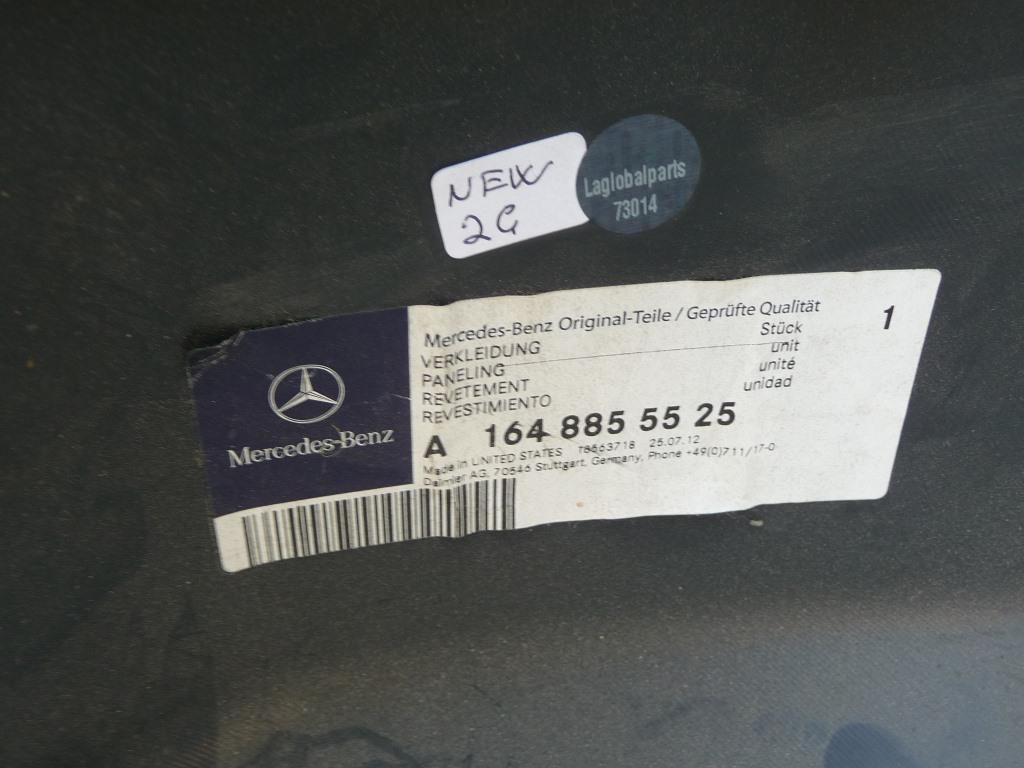 NEW
2G
Laglobalparts
73014
Mercedes-Benz
Mercedes-Benz Original-Teile / Geprüfte Qualität
VERKLEIDUNG Stück
PANELING unit
REVETEMENT unité
REVESTIMIENTO unidad
1
A 164 885 55 25
Made in UNITED STATES T8563718 25.07.12
Daimler AG, 70546 Stuttgart, Germany, Phone +49(0)711/17-0